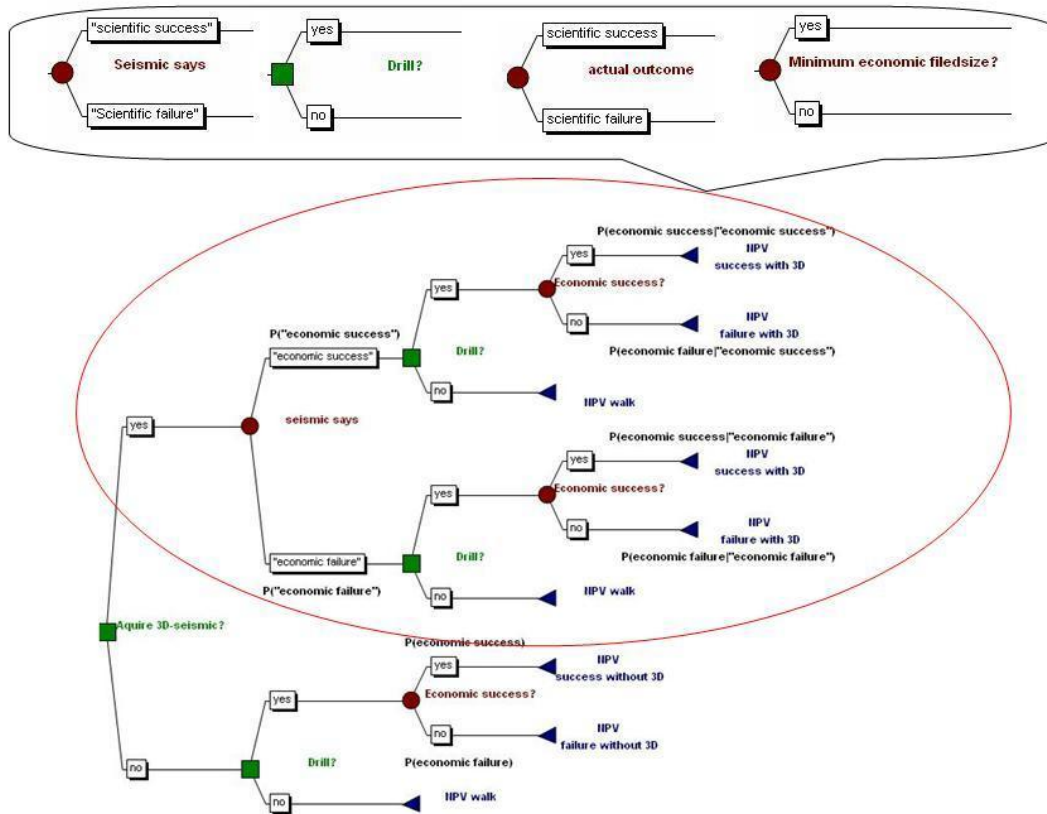 "scientific success"
Seismic says
"Scientific failure"
yes
Drill?
no
scientific success
actual outcome
scientific failure
yes
Minimum economic filedsize?
no
P(economic success|"economic success")
yes
NPV
success with 3D
Economic success?
yes
no
NPV
failure with 3D
P("economic success")
"economic success"
Drill?
P(economic failure|"economic success")
no
NPV walk
yes
seismic says
P(economic success|"economic failure")
yes
NPV
success with 3D
Economic success?
yes
no
NPV
failure with 3D
"economic failure"
Drill?
P(economic failure|"economic failure")
P("economic failure")
no
NPV walk
Aquire 3D-seismic?
P(economic success)
yes
NPV
success without 3D
yes
Economic success?
no
NPV
failure without 3D
no
Drill?
P(economic failure)
no
NPV walk